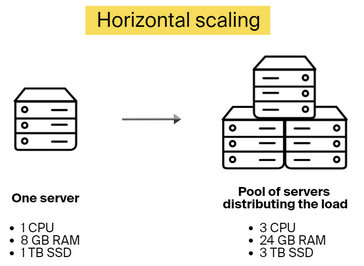 Horizontal scaling
One server
• 1 CPU
• 8 GB RAM
• 1 TB SSD
Pool of servers
distributing the load
• 3 CPU
• 24 GB RAM
• 3 TB SSD